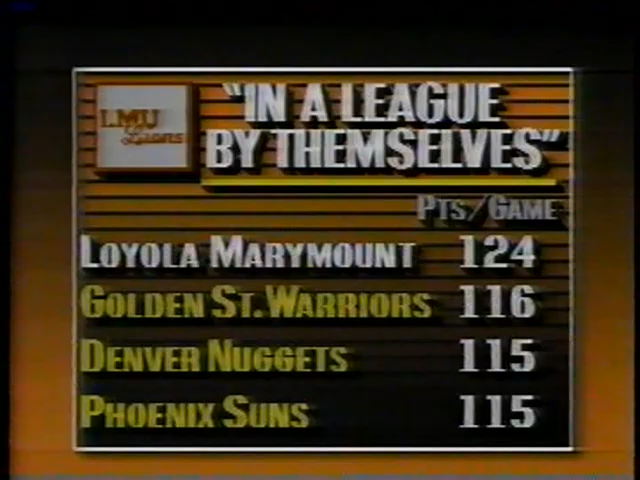 LMU
Lions
"IN A LEAGUE
BY THEMSELVES"
PTS/GAME
LOYOLA MARYMOUNT 124
GOLDEN ST. WARRIORS 116
DENVER NUGGETS 115
PHOENIX SUNS 115